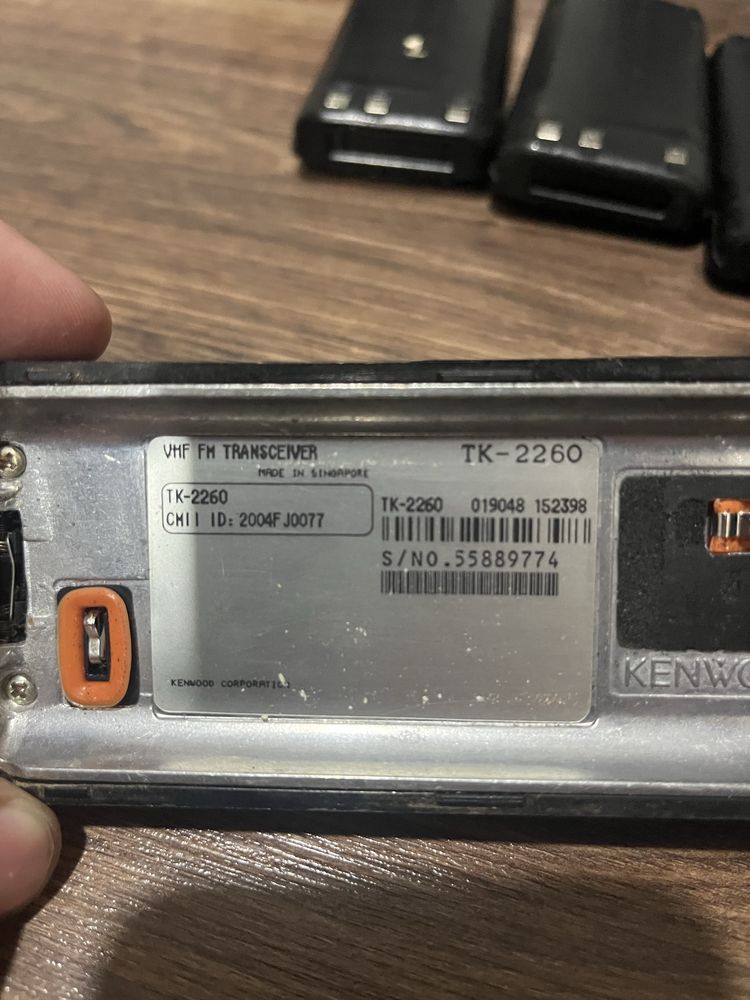 VHF FM TRANSCEIVER TK-2260
MADE IN SINGAPORE
TK-2260
CMII ID: 2004FJ0077
TK-2260 019048 152398
S/NO.55889774
KENWOOD CORPORATION
KENWO